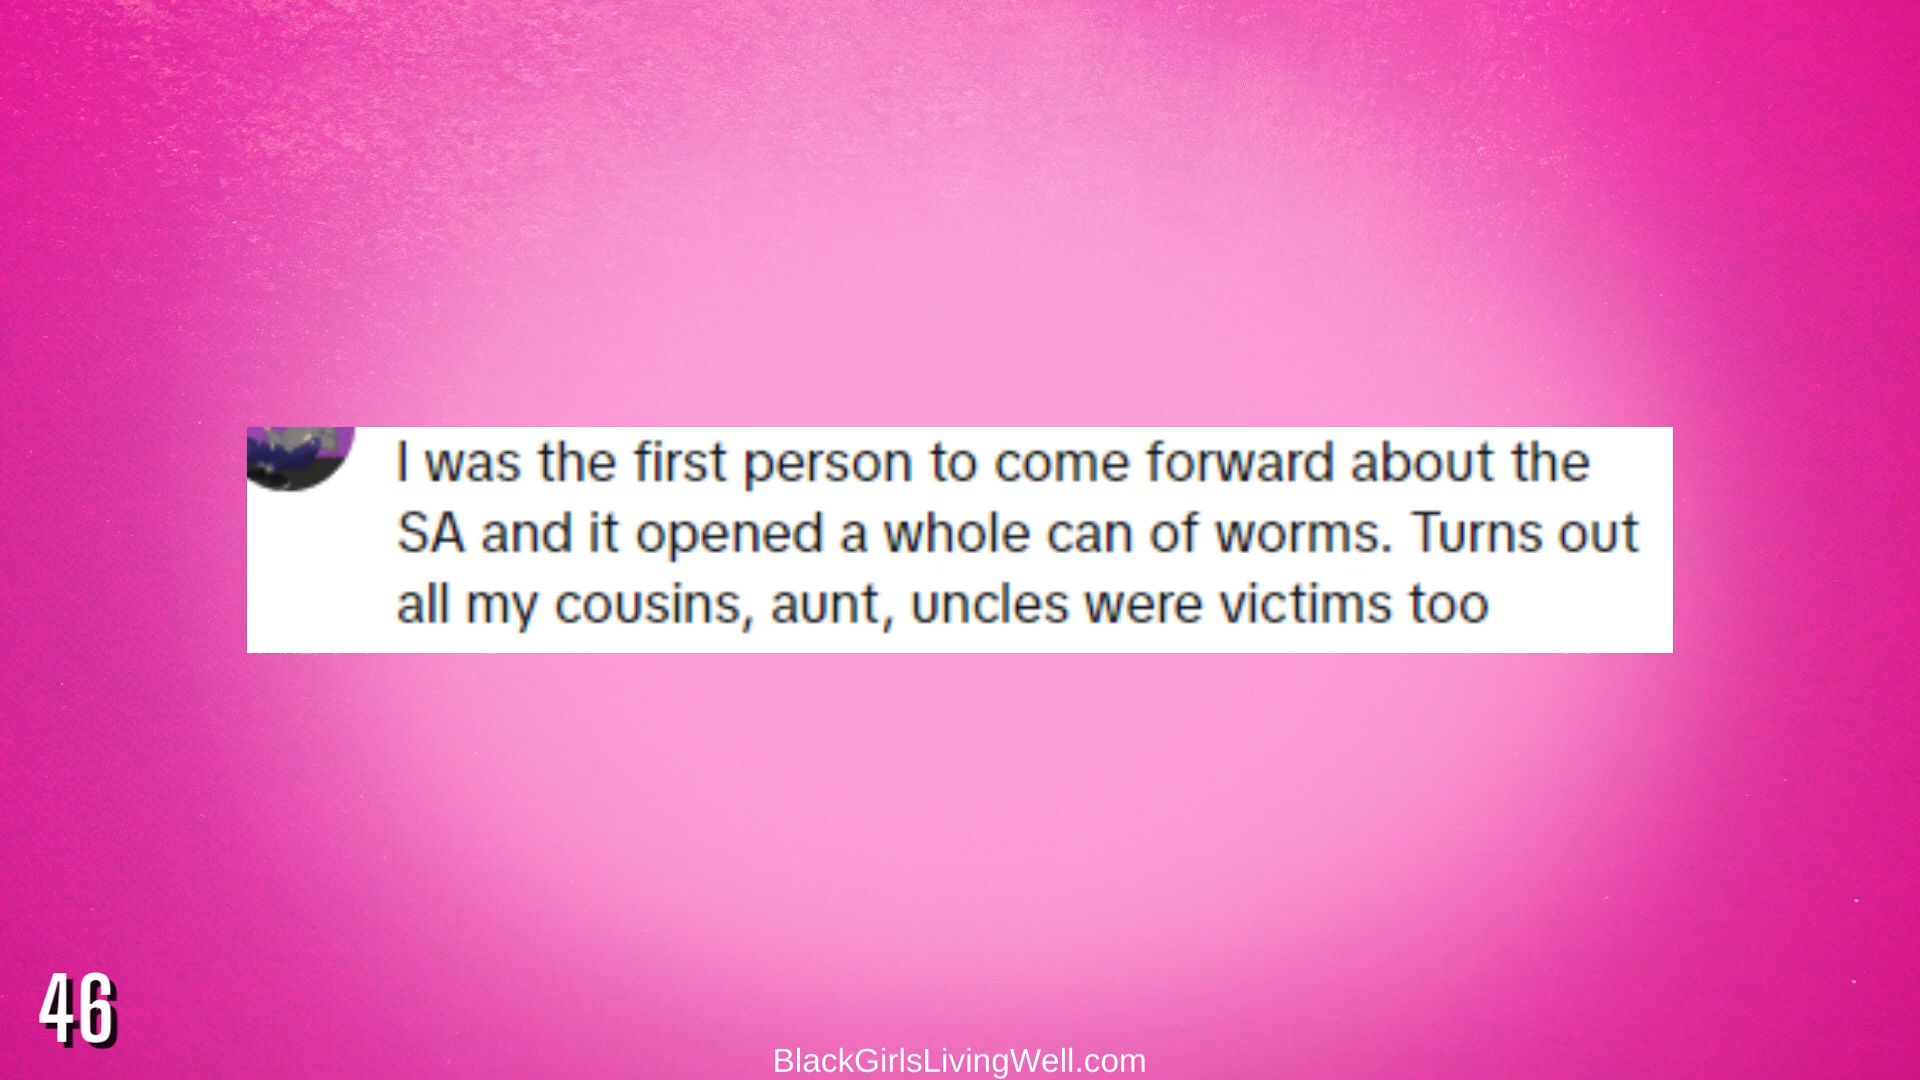 I was the first person to come forward about the
SA and it opened a whole can of worms. Turns out
all my cousins, aunt, uncles were victims too
46
BlackGirlsLivingWell.com